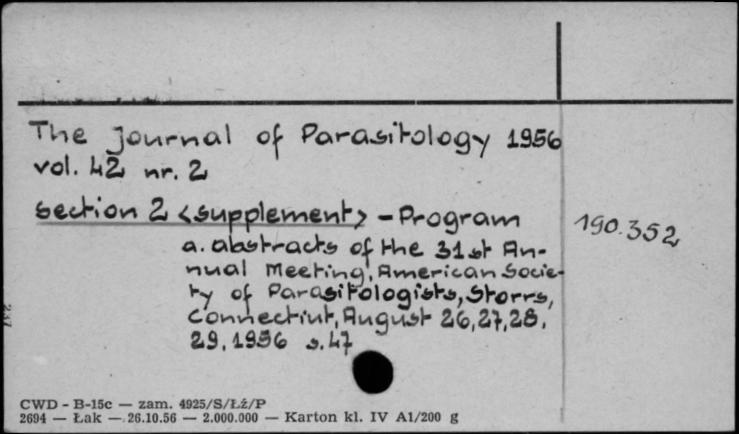 The Journal of Parasitology 1956
vol. 42 nr. 2
Section 2 <supplement> - Program
190.352
a. abstracts of the 31st An-
nual Meeting, American Socie-
ty of Parasitologists, Storrs,
Connectiut, August 26, 27, 28,
29, 1956 s. 47
CWD - B-15c — zam. 4925/S/Łź/P
2694 — Łak — 26.10.56 — 2.000.000 — Karton kl. IV A1/200 g